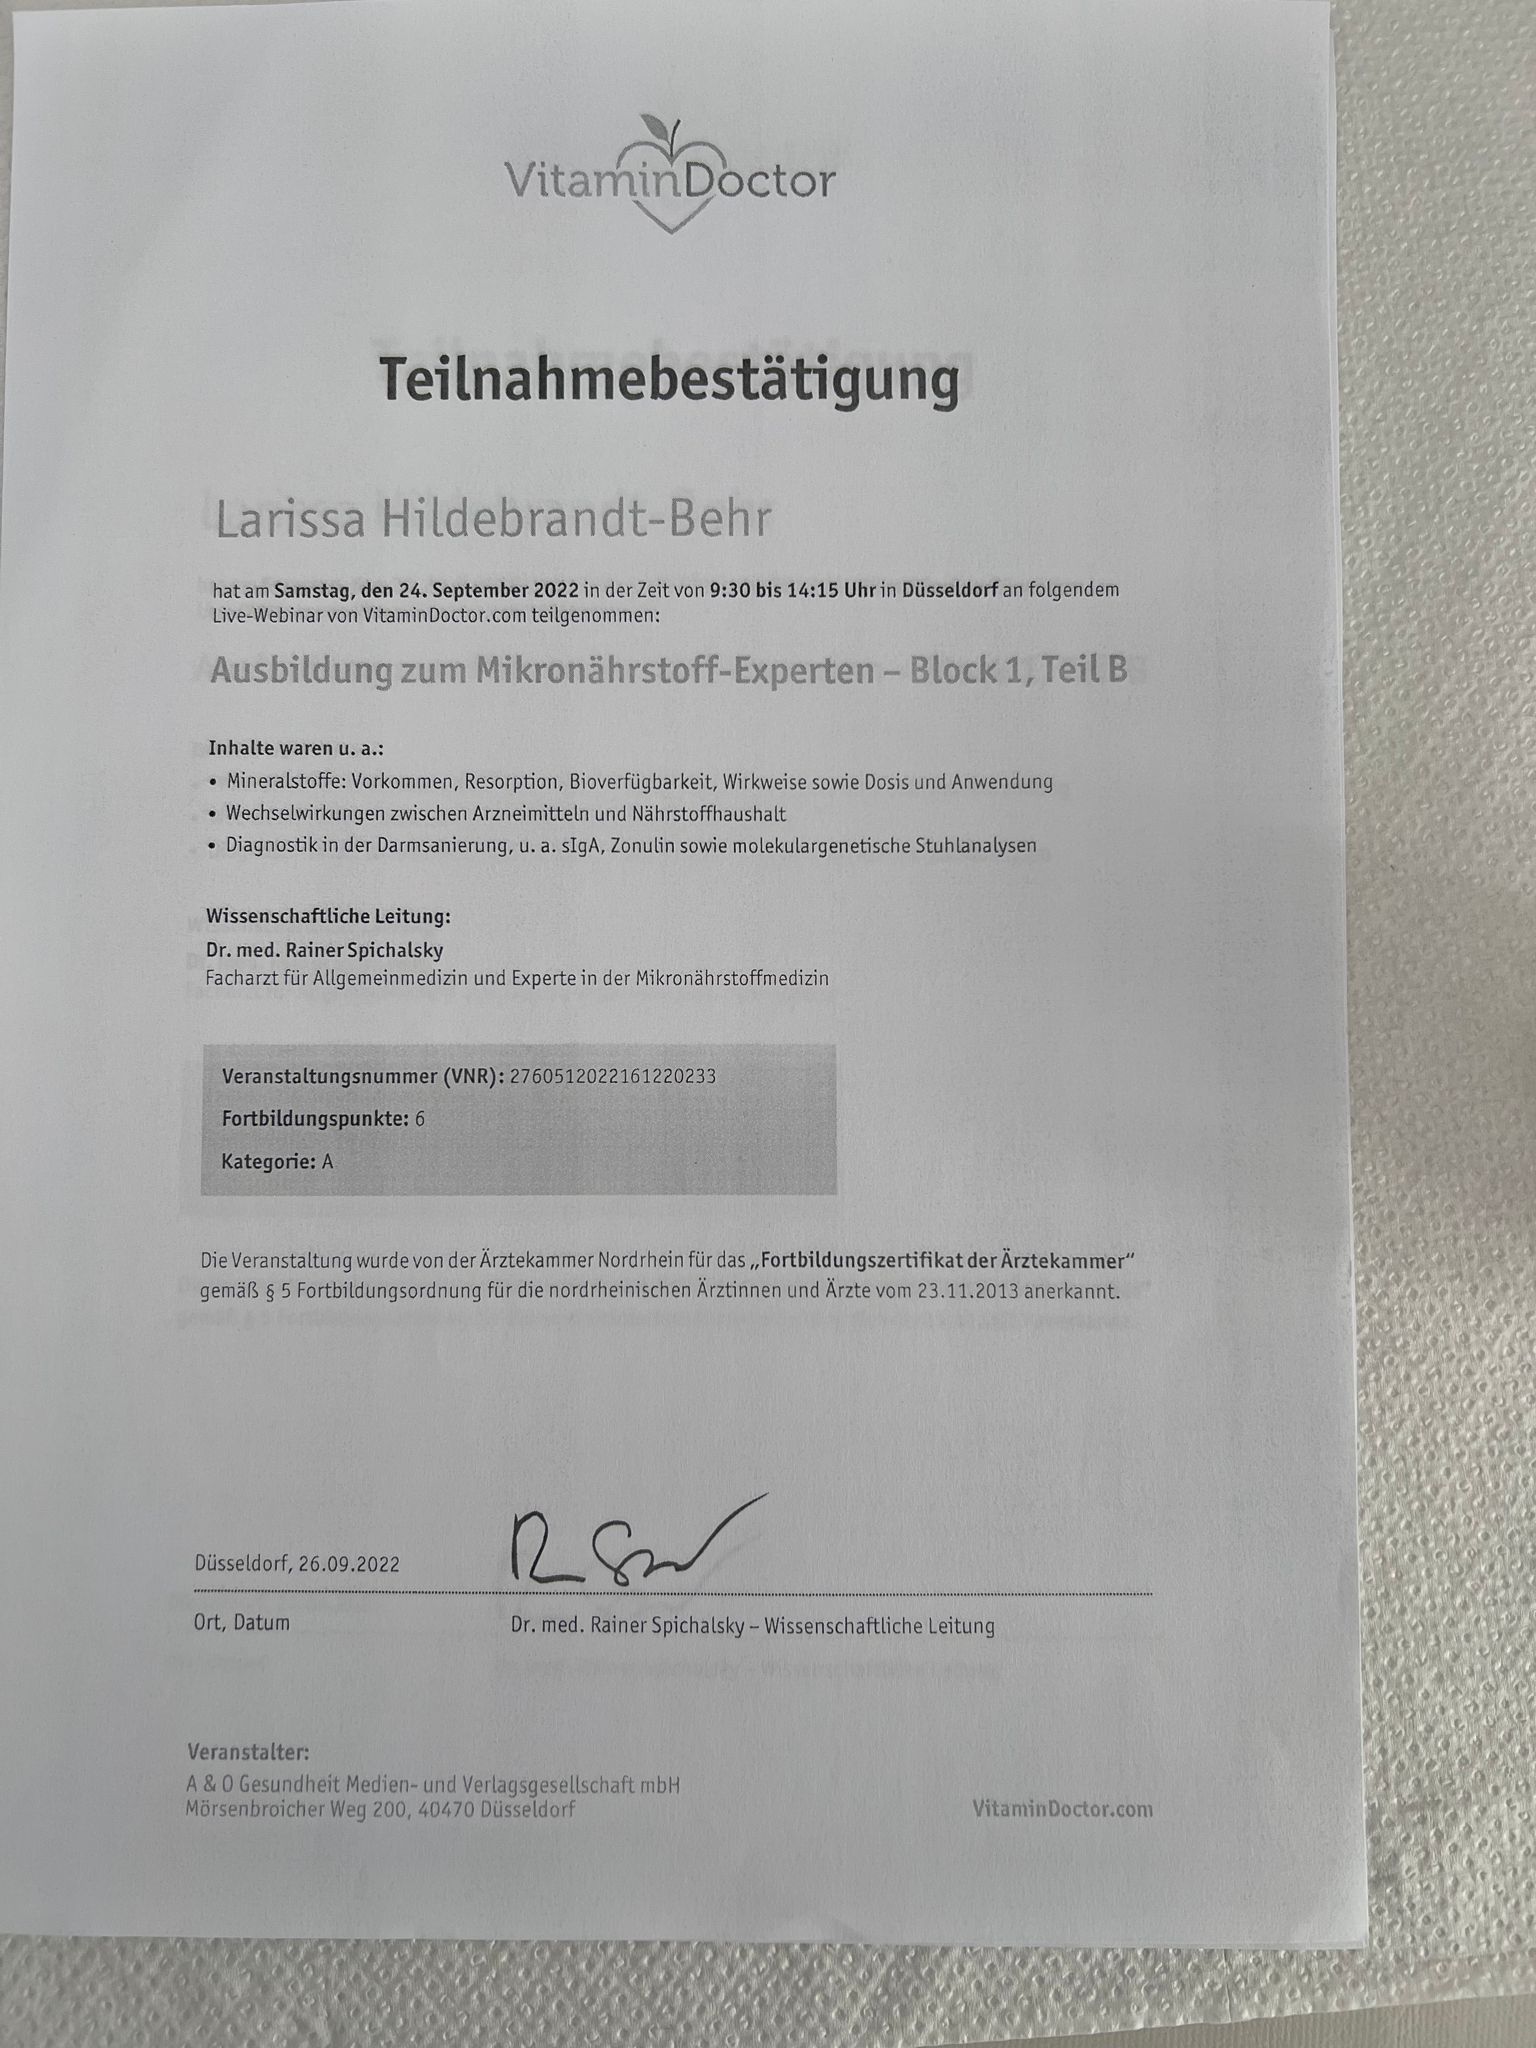 VitaminDoctor
Teilnahmebestätigung
Larissa Hildebrandt-Behr
hat am Samstag, den 24. September 2022 in der Zeit von 9:30 bis 14:15 Uhr in Düsseldorf an folgendem
Live-Webinar von VitaminDoctor.com teilgenommen:
Ausbildung zum Mikronährstoff-Experten – Block 1, Teil B
Inhalte waren u. a.:
• Mineralstoffe: Vorkommen, Resorption, Bioverfügbarkeit, Wirkweise sowie Dosis und Anwendung
• Wechselwirkungen zwischen Arzneimitteln und Nährstoffhaushalt
• Diagnostik in der Darmsanierung, u. a. sIgA, Zonulin sowie molekulargenetische Stuhlanalysen
Wissenschaftliche Leitung:
Dr. med. Rainer Spichalsky
Facharzt für Allgemeinmedizin und Experte in der Mikronährstoffmedizin
Veranstaltungsnummer (VNR): 2760512022161220233
Fortbildungspunkte: 6
Kategorie: A
Die Veranstaltung wurde von der Ärztekammer Nordrhein für das „Fortbildungszertifikat der Ärztekammer“
gemäß § 5 Fortbildungsordnung für die nordrheinischen Ärztinnen und Ärzte vom 23.11.2013 anerkannt.
Düsseldorf, 26.09.2022
Ort, Datum
Dr. med. Rainer Spichalsky – Wissenschaftliche Leitung
Veranstalter:
A & O Gesundheit Medien- und Verlagsgesellschaft mbH
Mörsenbroicher Weg 200, 40470 Düsseldorf
VitaminDoctor.com